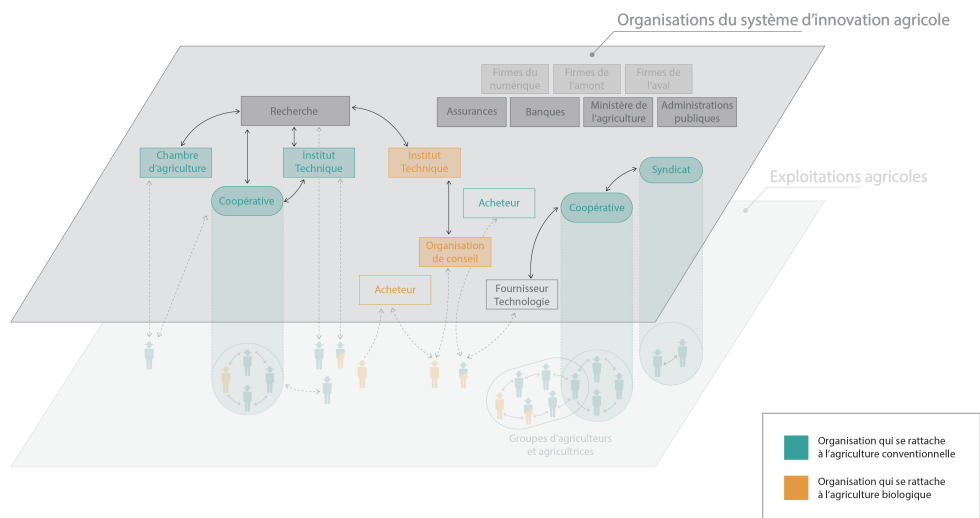 Organisations du système d'innovation agricole
Firmes du
numérique
Firmes de
l'amont
Firmes de
l'aval
Recherche
Assurances
Banques
Ministère de
l'agriculture
Administrations
publiques
Chambre
d'agriculture
Institut
Technique
Institut
Technique
Syndicat
Exploitations agricoles
Coopérative
Acheteur
Coopérative
Organisation
de conseil
Acheteur
Fournisseur
Technologie
Groupes d'agriculteurs
et agricultrices
Organisation qui se rattache
à l'agriculture conventionnelle
Organisation qui se rattache
à l'agriculture biologique